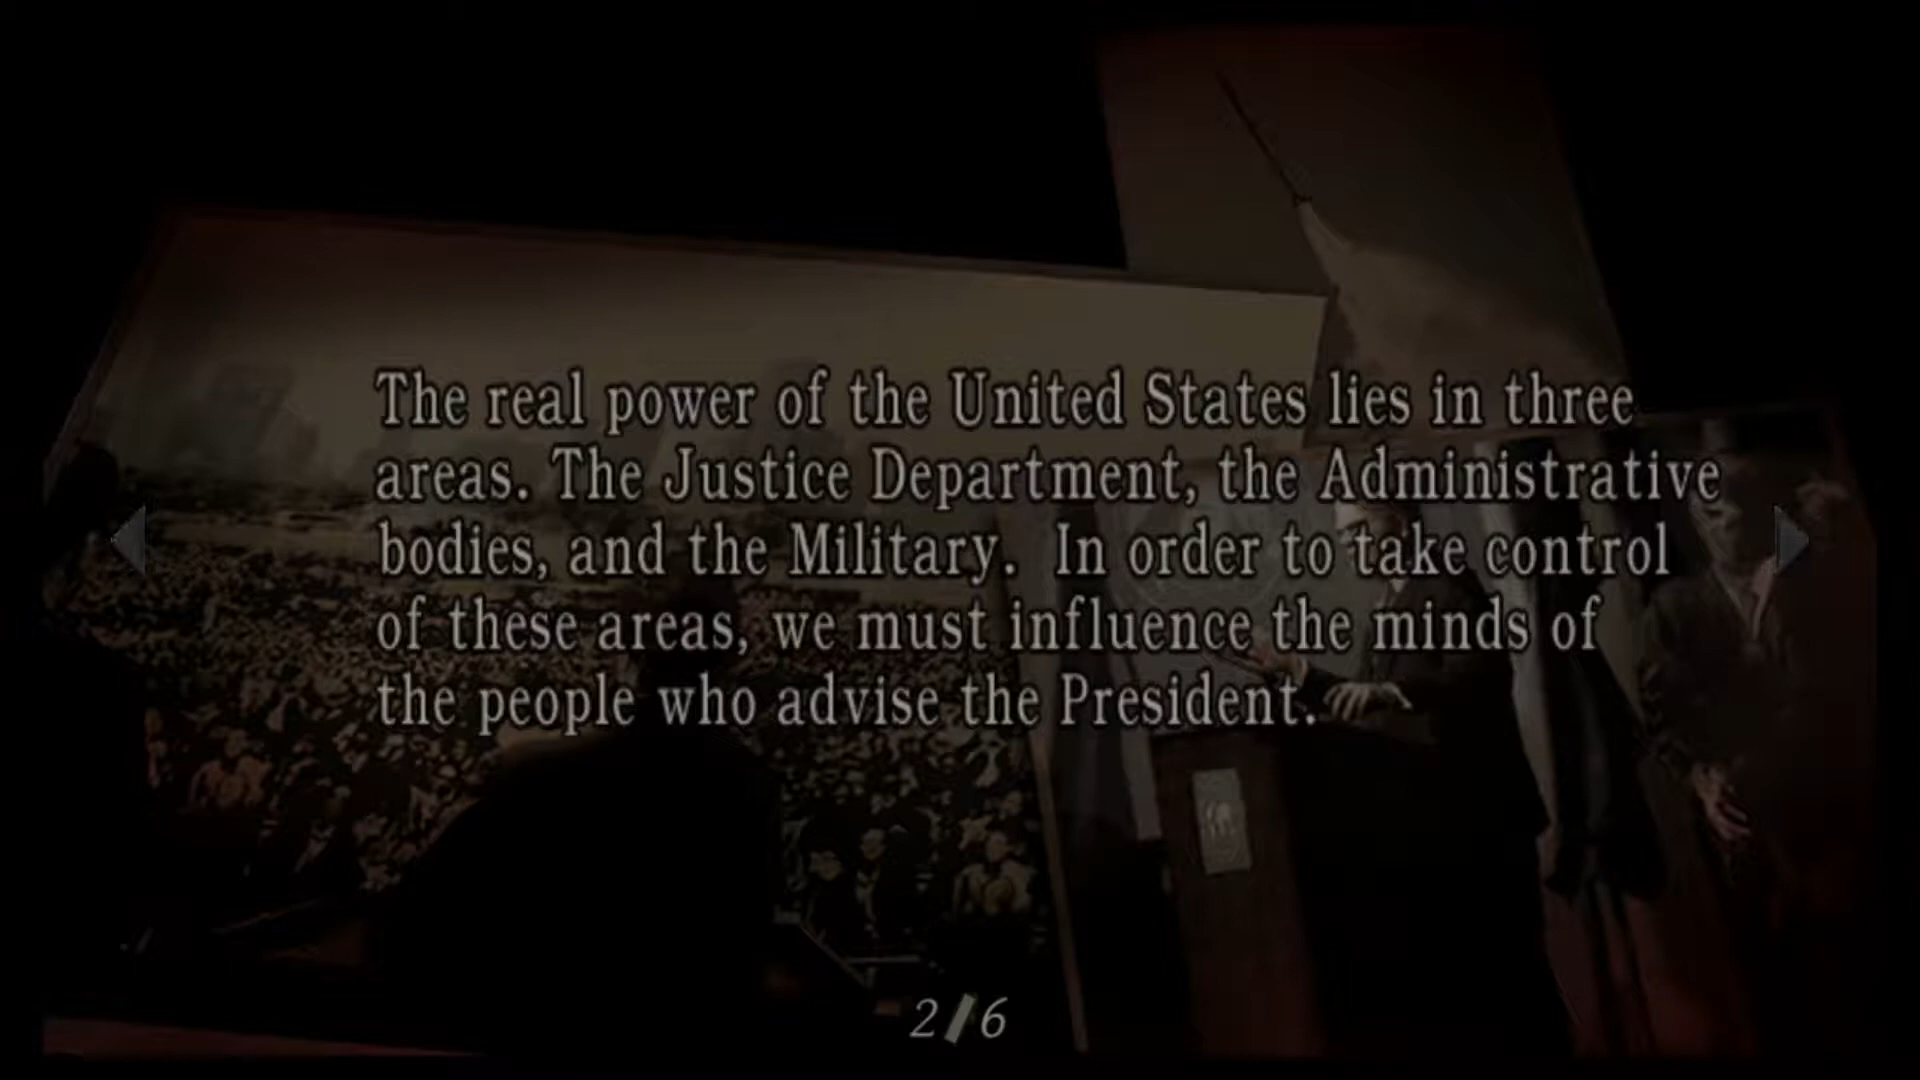 The real power of the United States lies in three
areas. The Justice Department, the Administrative
bodies, and the Military.  In order to take control
of these areas, we must influence the minds of
the people who advise the President.
2/6